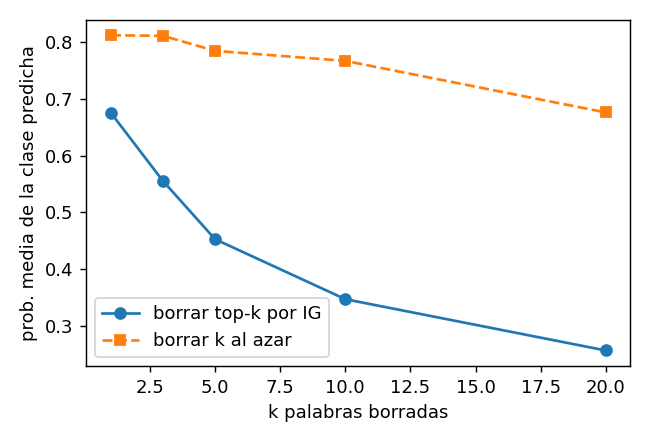 prob. media de la clase predicha
0.8
0.7
0.6
0.5
0.4
0.3
borrar top-k por IG
borrar k al azar
2.5 5.0 7.5 10.0 12.5 15.0 17.5 20.0
k palabras borradas